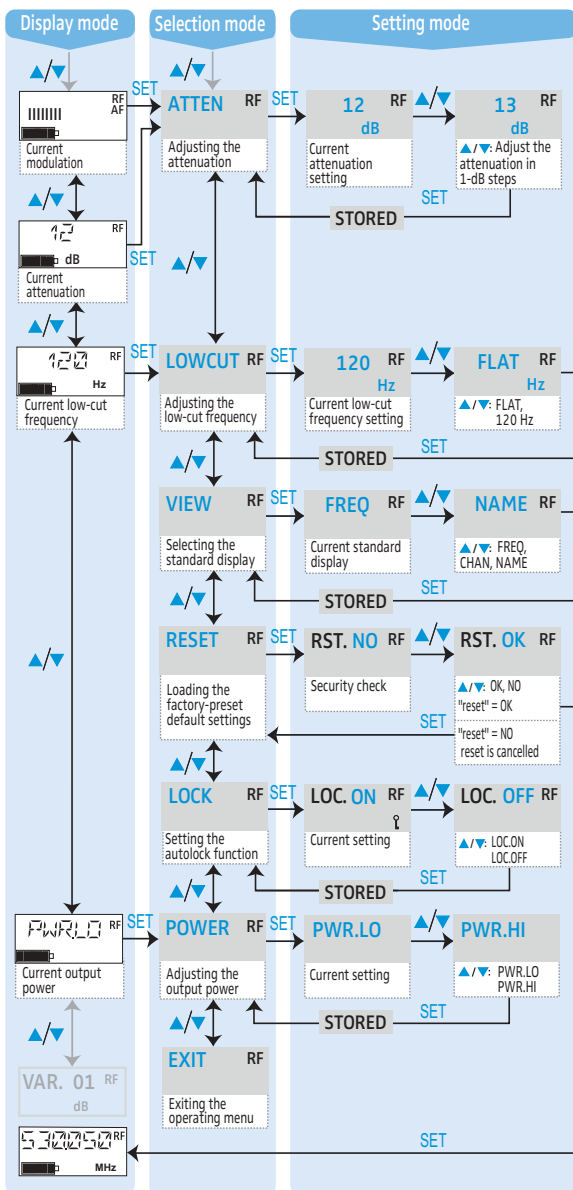 Display mode
Selection mode
Setting mode
▲/▼
▲/▼
SET
RF
AF
Current
modulation
ATTEN RF
Adjusting the
attenuation
SET
12 RF
dB
Current
attenuation
setting
▲/▼
13 RF
dB
▲/▼: Adjust the
attenuation in
1-dB steps
SET
STORED
▲/▼
12 RF
dB
Current
attenuation
SET
▲/▼
▲/▼
120 RF
Hz
Current low-cut
frequency
SET
LOWCUT RF
Adjusting the
low-cut frequency
SET
120 RF
Hz
Current low-cut
frequency setting
▲/▼
FLAT
Hz
▲/▼: FLAT,
120 Hz
SET
STORED
▲/▼
VIEW RF
Selecting the
standard display
SET
FREQ RF
Current standard
display
▲/▼
NAME RF
▲/▼: FREQ,
CHAN, NAME
SET
STORED
▲/▼
▲/▼
RESET RF
Loading the
factory-preset
default settings
SET
RST. NO RF
Security check
▲/▼
RST. OK RF
▲/▼: OK, NO
"reset" = OK
"reset" = NO
reset is cancelled
SET
▲/▼
LOCK RF
Setting the
autolock function
SET
LOC. ON RF
Current setting
▲/▼
LOC. OFF RF
▲/▼: LOC.ON
LOC.OFF
SET
STORED
▲/▼
PWR.LO RF
Current output
power
SET
POWER RF
Adjusting the
output power
SET
PWR.LO
Current setting
▲/▼
PWR.HI
▲/▼: PWR.LO
PWR.HI
SET
STORED
▲/▼
▲/▼
EXIT RF
Exiting the
operating menu
VAR. 01 RF
dB
530.050 RF
MHz
SET